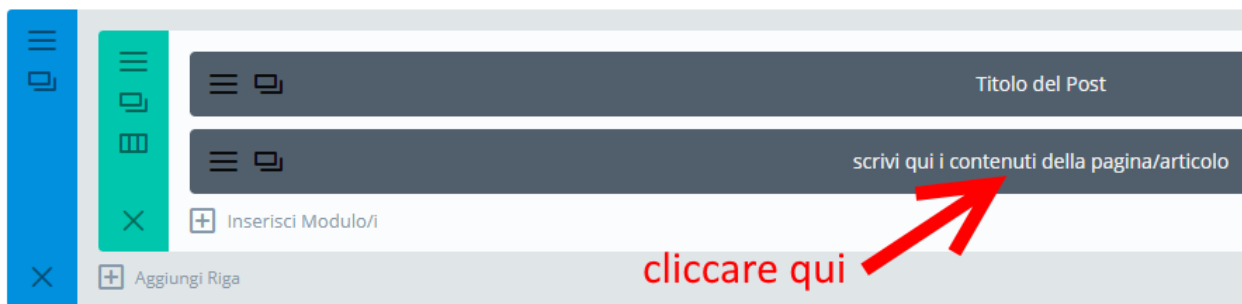 Titolo del Post
scrivi qui i contenuti della pagina/articolo
Inserisci Modulo/i
cliccare qui
Aggiungi Riga